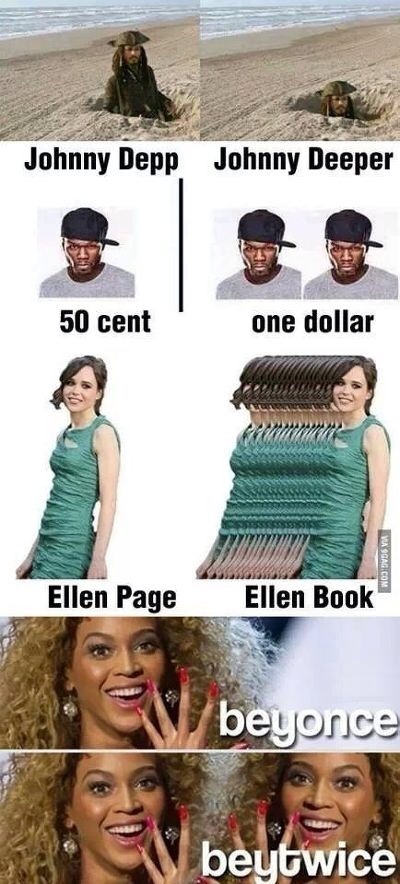 Johnny Depp
Johnny Deeper
50 cent
one dollar
VIA 9GAG.COM
Ellen Page
Ellen Book
beyonce
beytwice